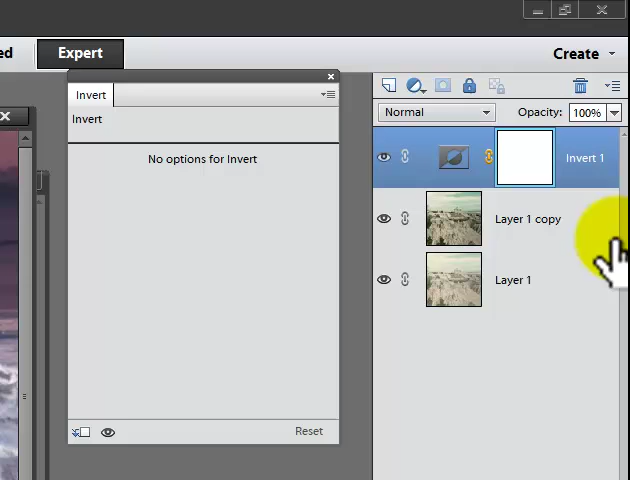 ed
Expert
Create
Invert
Invert
No options for Invert
Reset
Normal
Opacity: 100%
Invert 1
Layer 1 copy
Layer 1